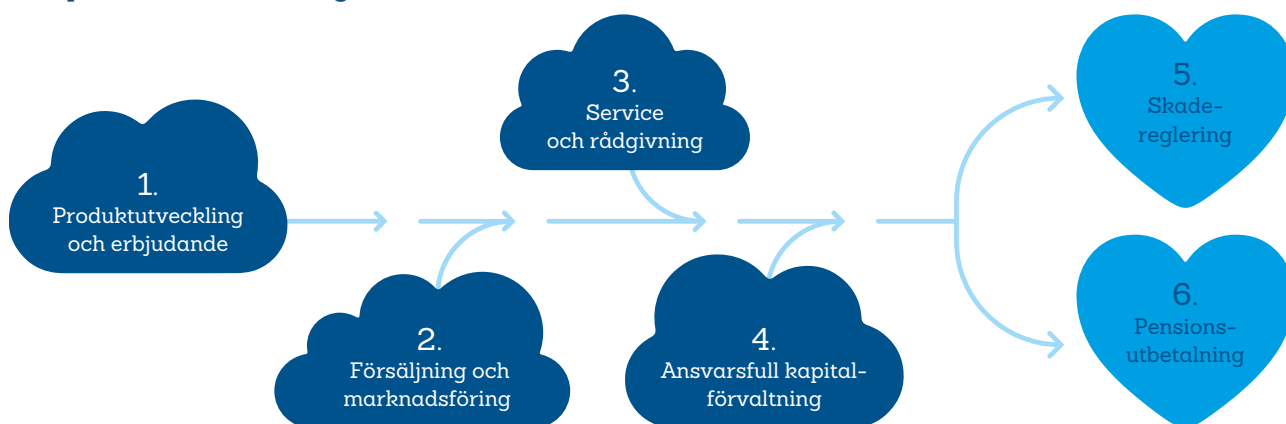 1.
Produktutveckling
och erbjudande
2.
Försäljning och
marknadsföring
3.
Service
och rådgivning
4.
Ansvarsfull kapital-
förvaltning
5.
Skade-
reglering
6.
Pensions-
utbetalning